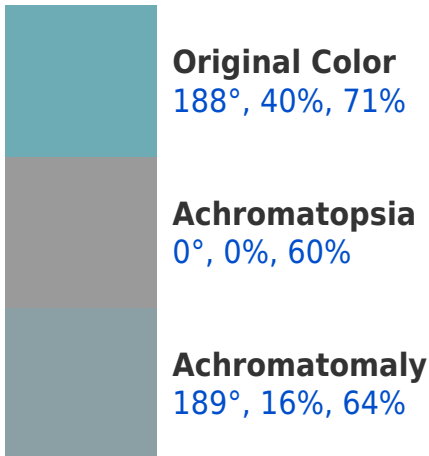 Original Color
188°, 40%, 71%
Achromatopsia
0°, 0%, 60%
Achromatomaly
189°, 16%, 64%